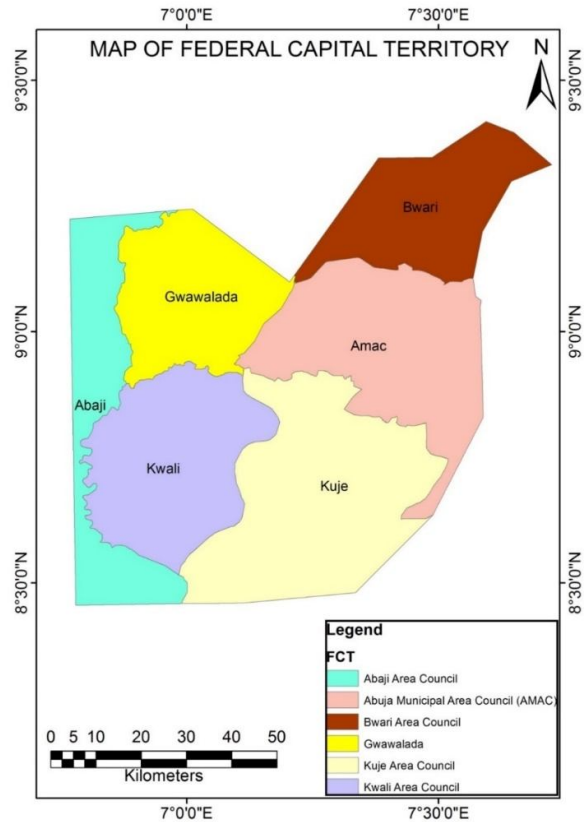 7°0'0"E 7°30'0"E
MAP OF FEDERAL CAPITAL TERRITORY
N
9°30'0"N 9°30'0"N
Bwari
Gwawalada
9°0'0"N 9°0'0"N
Amac
Abaji
Kwali
Kuje
8°30'0"N 8°30'0"N
Legend
FCT
Abaji Area Council
Abuja Municipal Area Council (AMAC)
Bwari Area Council
Gwawalada
Kuje Area Council
Kwali Area Council
0 5 10 20 30 40 50
Kilometers
7°0'0"E 7°30'0"E